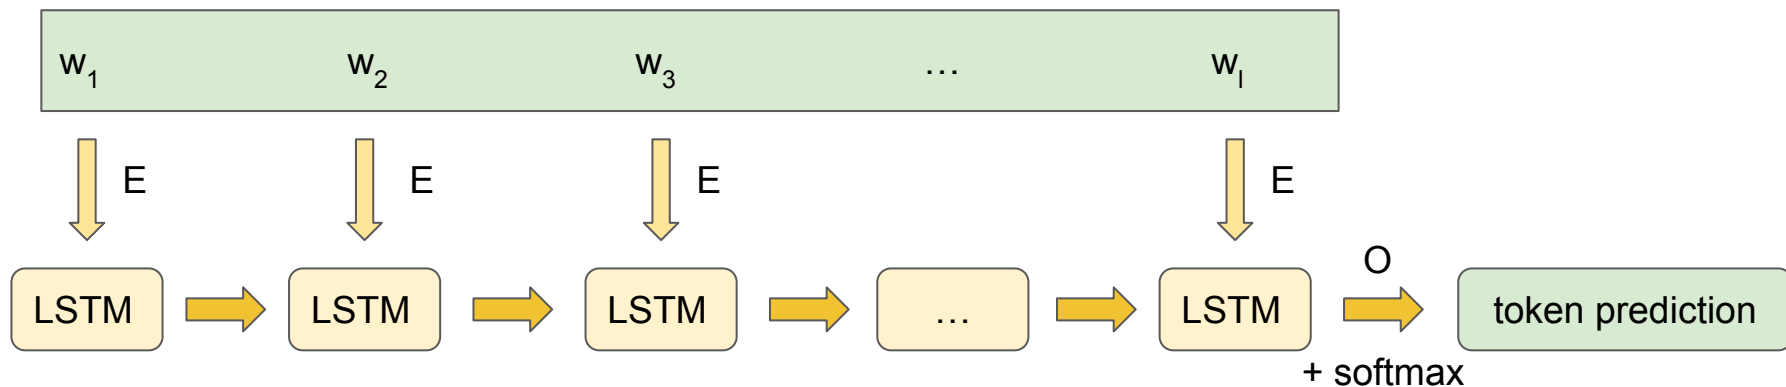 w₁ w₂ w₃ … wₗ
E E E E
O
LSTM LSTM LSTM … LSTM token prediction
+ softmax